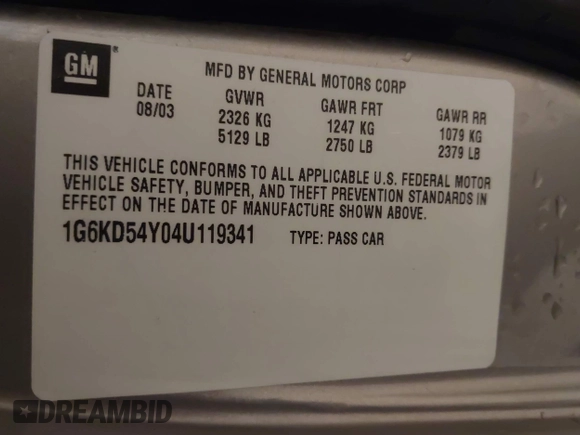 GM
MFD BY GENERAL MOTORS CORP
DATE GVWR GAWR FRT GAWR RR
08/03 2326 KG 1247 KG 1079 KG
5129 LB 2750 LB 2379 LB
THIS VEHICLE CONFORMS TO ALL APPLICABLE U.S. FEDERAL MOTOR
VEHICLE SAFETY, BUMPER, AND THEFT PREVENTION STANDARDS IN
EFFECT ON THE DATE OF MANUFACTURE SHOWN ABOVE.
1G6KD54Y04U119341 TYPE: PASS CAR
DREAMBID